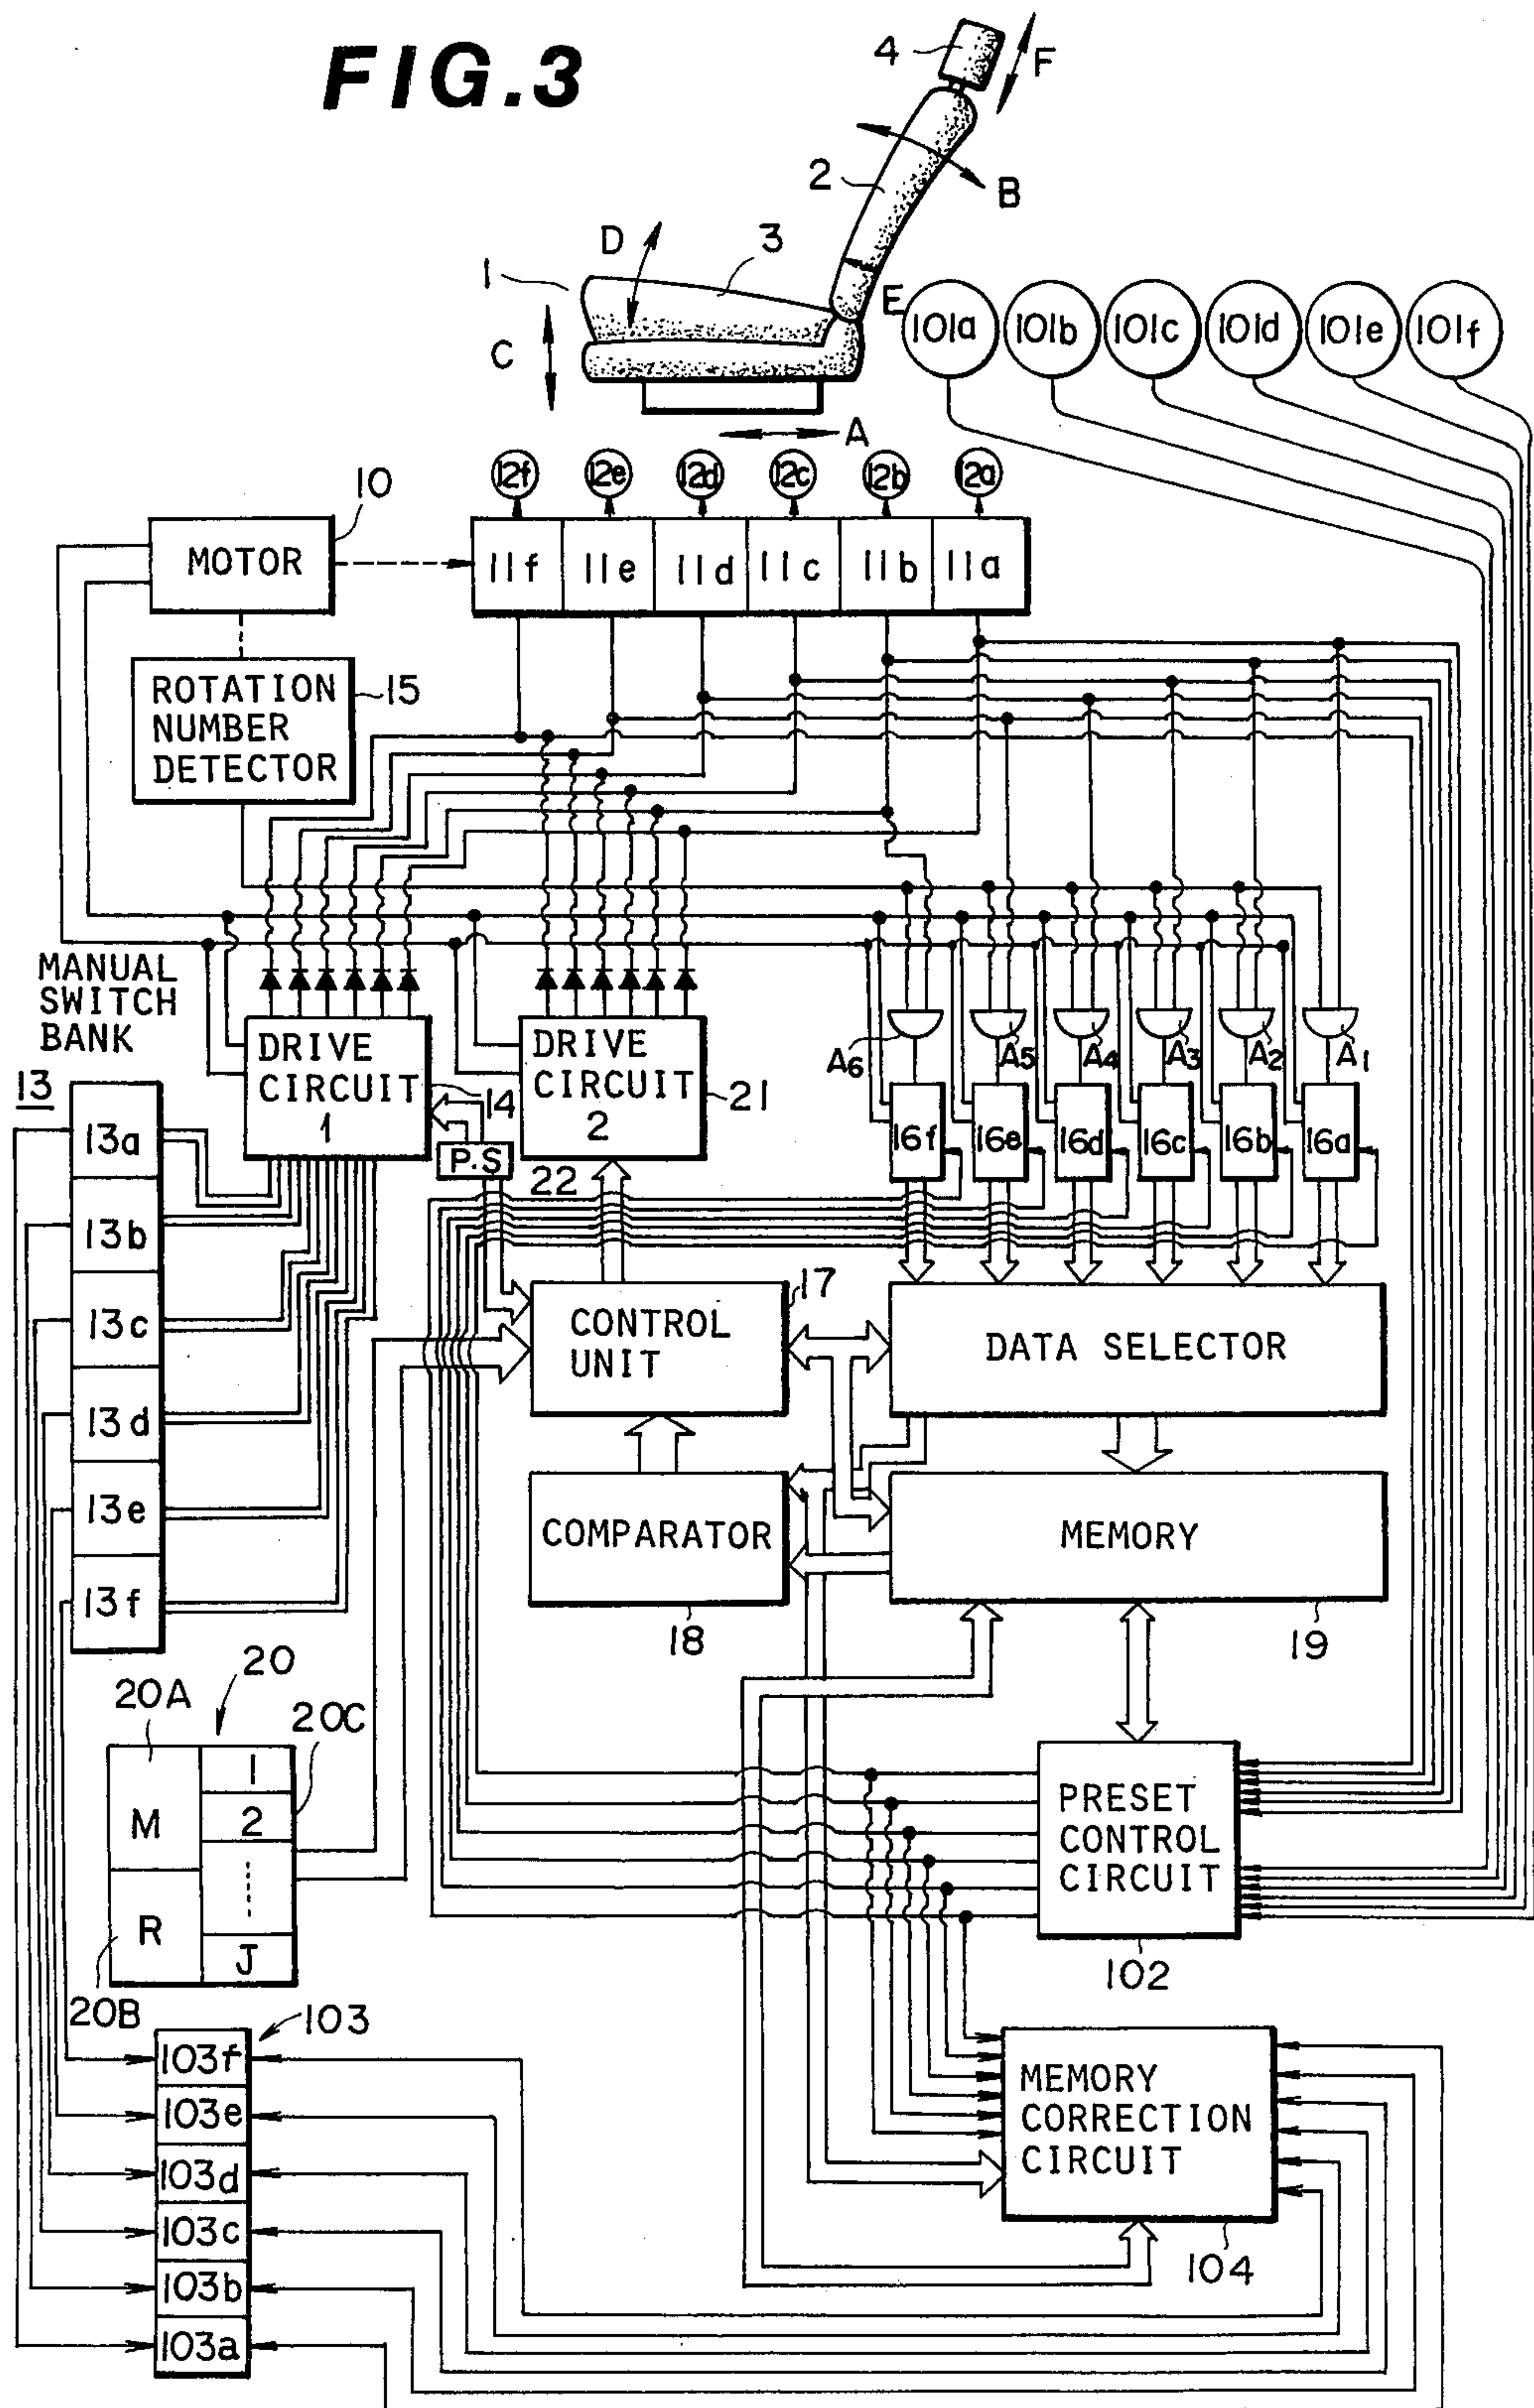 FIG.3
4
F
2
B
D
3
1
E
C
A
101a 101b 101c 101d 101e 101f
12f 12e 12d 12c 12b 12a
10
MOTOR
11f 11e 11d 11c 11b 11a
ROTATION
NUMBER
DETECTOR
15
MANUAL
SWITCH
BANK
13
DRIVE
CIRCUIT
1
14
DRIVE
CIRCUIT
2
21
P.S
22
A6 A5 A4 A3 A2 A1
16f 16e 16d 16c 16b 16a
13a
13b
13c
13d
13e
13f
CONTROL
UNIT
17
DATA SELECTOR
COMPARATOR
18
MEMORY
19
20
20A
20C
M
R
1
2
J
20B
PRESET
CONTROL
CIRCUIT
102
103
103f
103e
103d
103c
103b
103a
MEMORY
CORRECTION
CIRCUIT
104